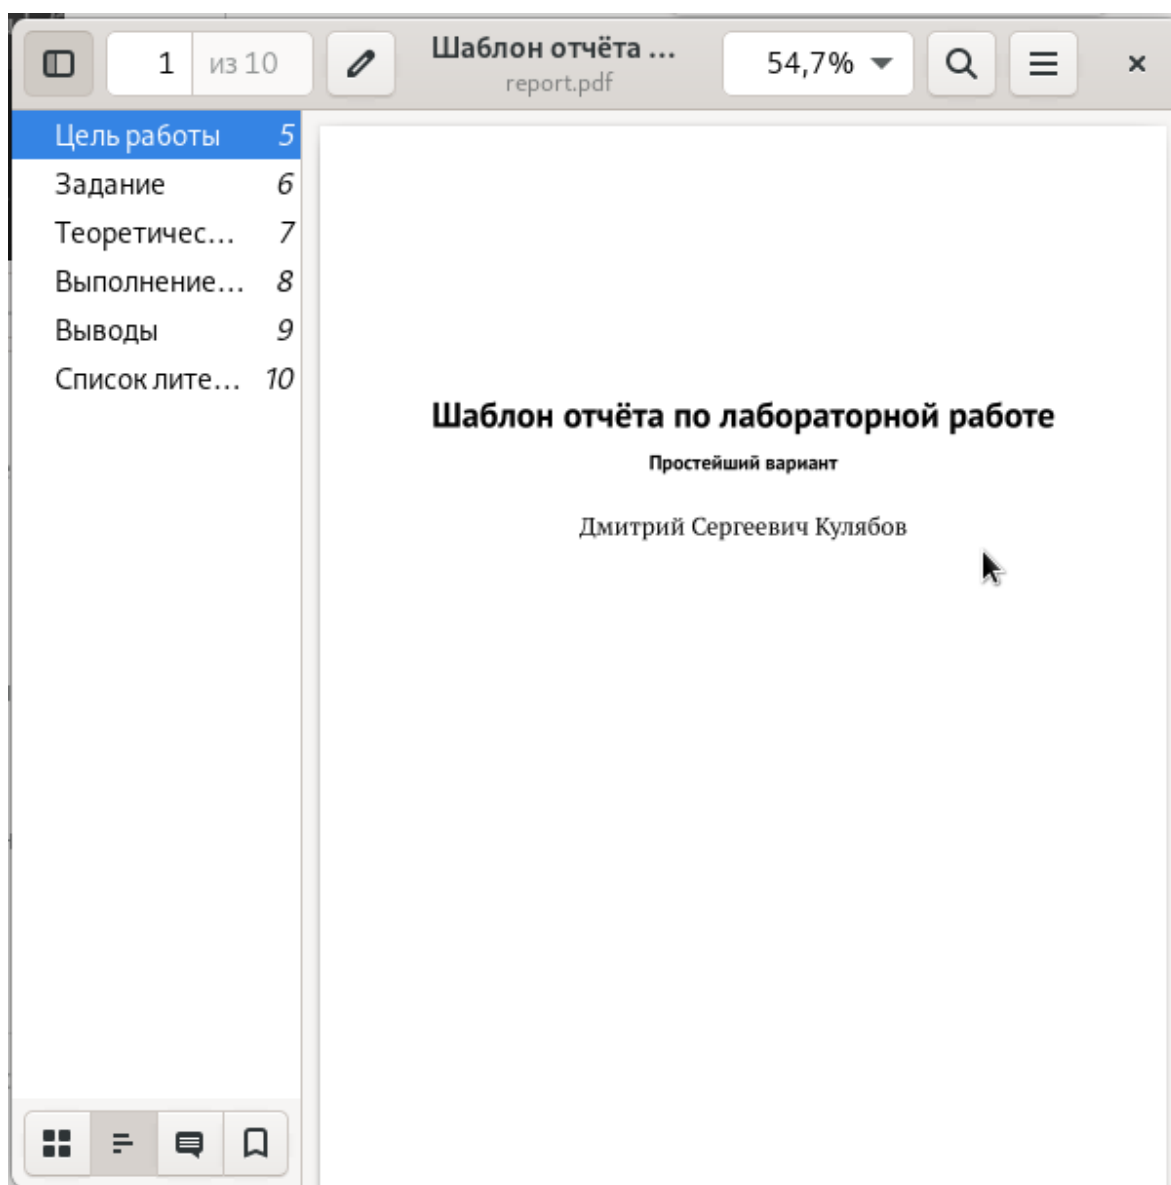 1 из 10 Шаблон отчёта ... 54,7%
report.pdf
Цель работы 5
Задание 6
Теоретичес... 7
Выполнение... 8
Выводы 9
Список лите... 10
Шаблон отчёта по лабораторной работе
Простейший вариант
Дмитрий Сергеевич Кулябов